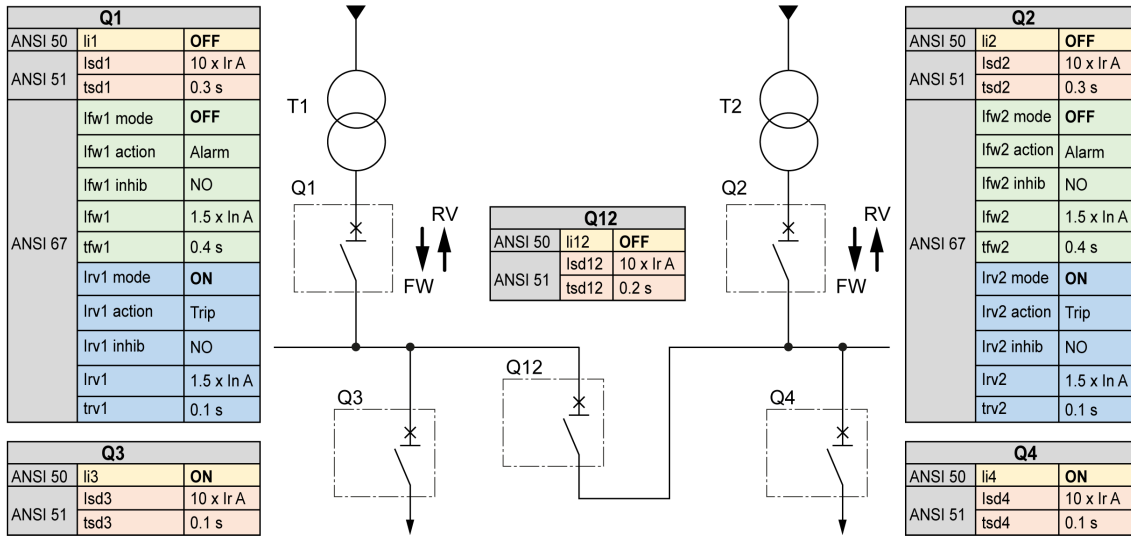 Q1
ANSI 50 Ii1 OFF
ANSI 51 Isd1 10 x Ir A
tsd1 0.3 s
ANSI 67 Ifw1 mode OFF
Ifw1 action Alarm
Ifw1 inhib NO
Ifw1 1.5 x In A
tfw1 0.4 s
Irv1 mode ON
Irv1 action Trip
Irv1 inhib NO
Irv1 1.5 x In A
trv1 0.1 s
Q3
ANSI 50 Ii3 ON
ANSI 51 Isd3 10 x Ir A
tsd3 0.1 s
T1
Q1
RV
FW
Q3
Q12
ANSI 50 Ii12 OFF
ANSI 51 Isd12 10 x Ir A
tsd12 0.2 s
Q12
T2
Q2
RV
FW
Q4
Q2
ANSI 50 Ii2 OFF
ANSI 51 Isd2 10 x Ir A
tsd2 0.3 s
ANSI 67 Ifw2 mode OFF
Ifw2 action Alarm
Ifw2 inhib NO
Ifw2 1.5 x In A
tfw2 0.4 s
Irv2 mode ON
Irv2 action Trip
Irv2 inhib NO
Irv2 1.5 x In A
trv2 0.1 s
Q4
ANSI 50 Ii4 ON
ANSI 51 Isd4 10 x Ir A
tsd4 0.1 s